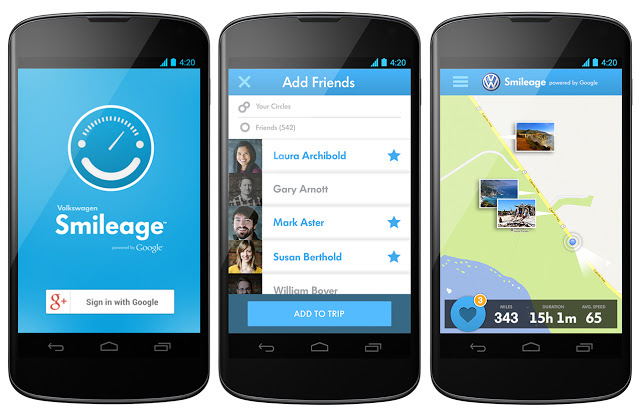 4:20
Volkswagen
Smileage™
powered by Google™
g+ Sign in with Google
4:20
Add Friends
Your Circles
Friends (542)
Laura Archibold
Gary Arnott
Mark Aster
Susan Berthold
William Boyer
ADD TO TRIP
4:20
Smileage powered by Google
3
MILES DURATION AVG. SPEED
343 15h 1m 65